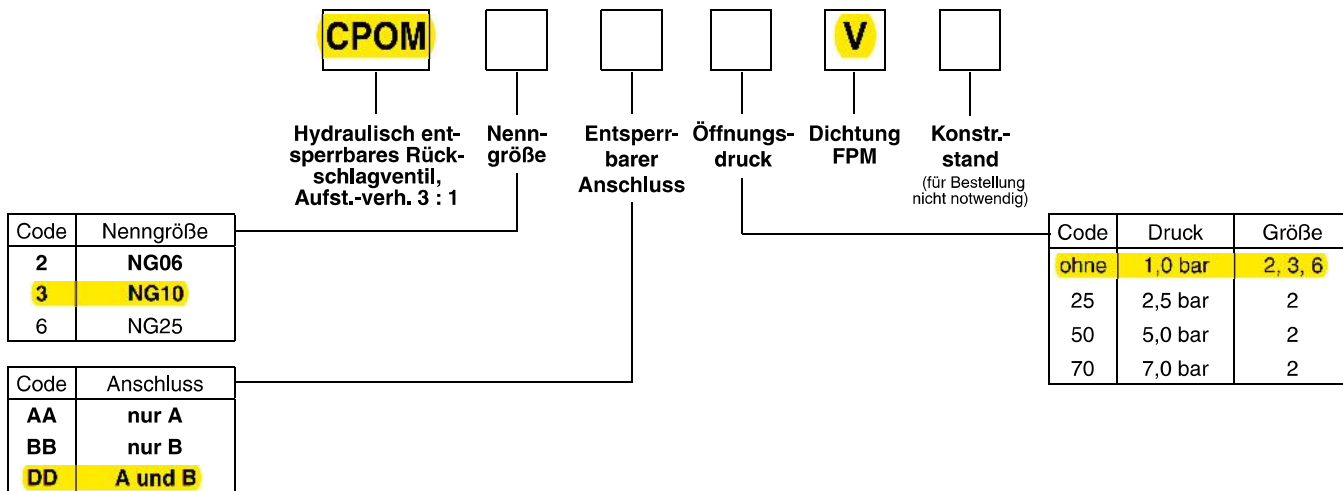 CPOM V
Hydraulisch ent-
sperrbares Rück-
schlagventil,
Aufst.-verh. 3 : 1
Nenn-
größe
Entsperr-
barer
Anschluss
Öffnungs-
druck
Dichtung
FPM
Konstr.-
stand
(für Bestellung
nicht notwendig)
Code Nenngröße
2 NG06
3 NG10
6 NG25
Code Anschluss
AA nur A
BB nur B
DD A und B
Code Druck Größe
ohne 1,0 bar 2, 3, 6
25 2,5 bar 2
50 5,0 bar 2
70 7,0 bar 2